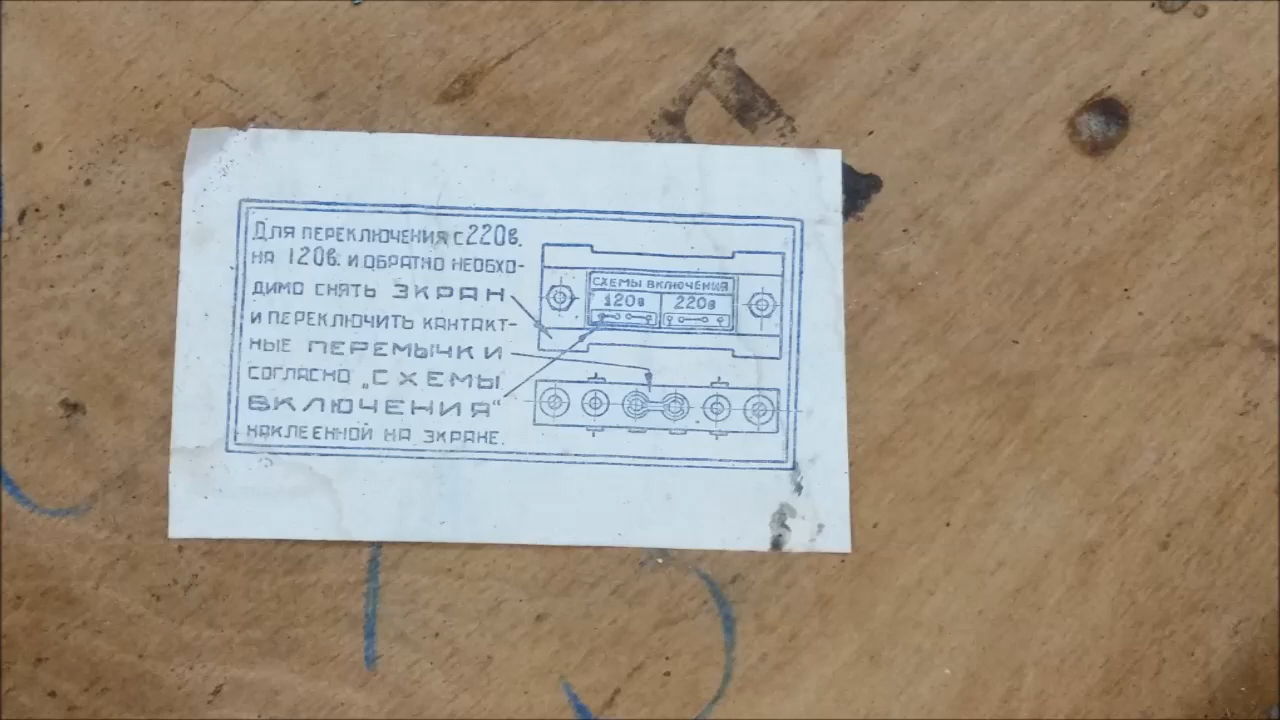 Для переключения с 220в.
на 120в. и обратно необхо-
димо снять экран
и переключить кантакт-
ные перемычки
согласно „Схемы
включения“
наклеенной на экране.
Схемы включения
120в 220в